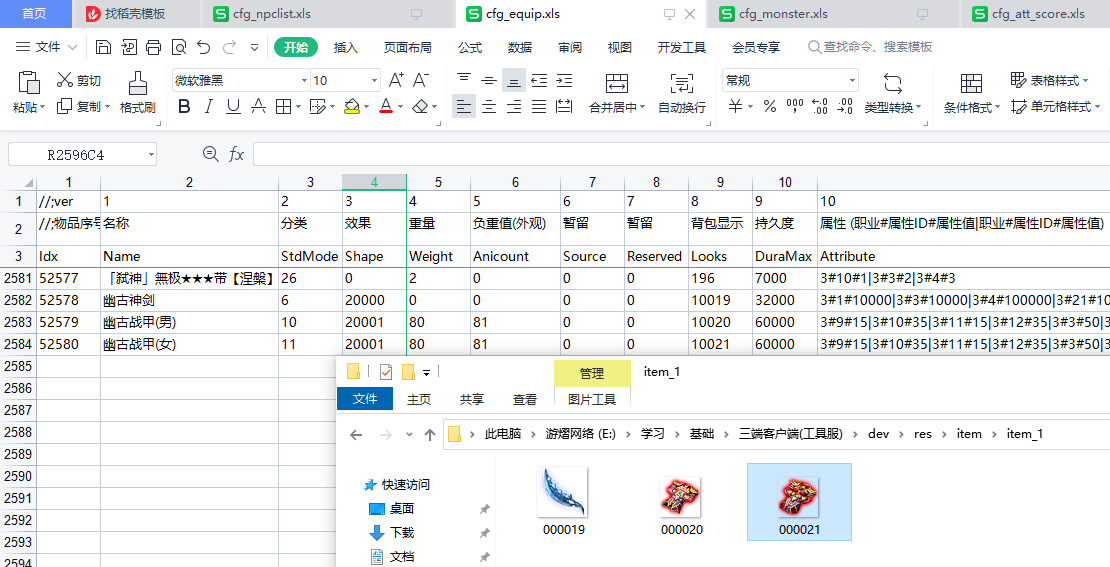 首页 找稻壳模板 cfg_npclist.xls cfg_equip.xls cfg_monster.xls cfg_att_score.xls
文件 开始 插入 页面布局 公式 数据 审阅 视图 开发工具 会员专享 查找命令、搜索模板
粘贴 剪切 复制 格式刷 微软雅黑 10 合并居中 自动换行 常规 类型转换 条件格式 表格样式 单元格样式
R2596C4 fx
1 2 3 4 5 6 7 8 9 10
1 //;ver 1 2 3 4 5 6 7 8 9 10
2 //;物品序号 名称 分类 效果 重量 负重值(外观) 暂留 暂留 背包显示 持久度 属性 (职业#属性ID#属性值|职业#属性ID#属性值)
3 Idx Name StdMode Shape Weight Anicount Source Reserved Looks DuraMax Attribute
2581 52577 「弑神」無极★★★带【涅槃】 26 0 2 0 0 0 196 7000 3#10#1|3#3#2|3#4#3
2582 52578 幽古神剑 6 20000 0 0 0 0 10019 32000 3#1#10000|3#3#10000|3#4#100000|3#21#10
2583 52579 幽古战甲(男) 10 20001 80 81 0 0 10020 60000 3#9#15|3#10#35|3#11#15|3#12#35|3#3#50|3
2584 52580 幽古战甲(女) 11 20001 80 81 0 0 10021 60000 3#9#15|3#10#35|3#11#15|3#12#35|3#3#50|3
2585
2586
2587
2588
2589
2590
2591
2592
2593
2594
管理 item_1
文件 主页 共享 查看 图片工具
此电脑 游熠网络 (E:) 学习 基础 三端客户端(工具服) dev res item item_1
快速访问
桌面
下载
文档
000019 000020 000021